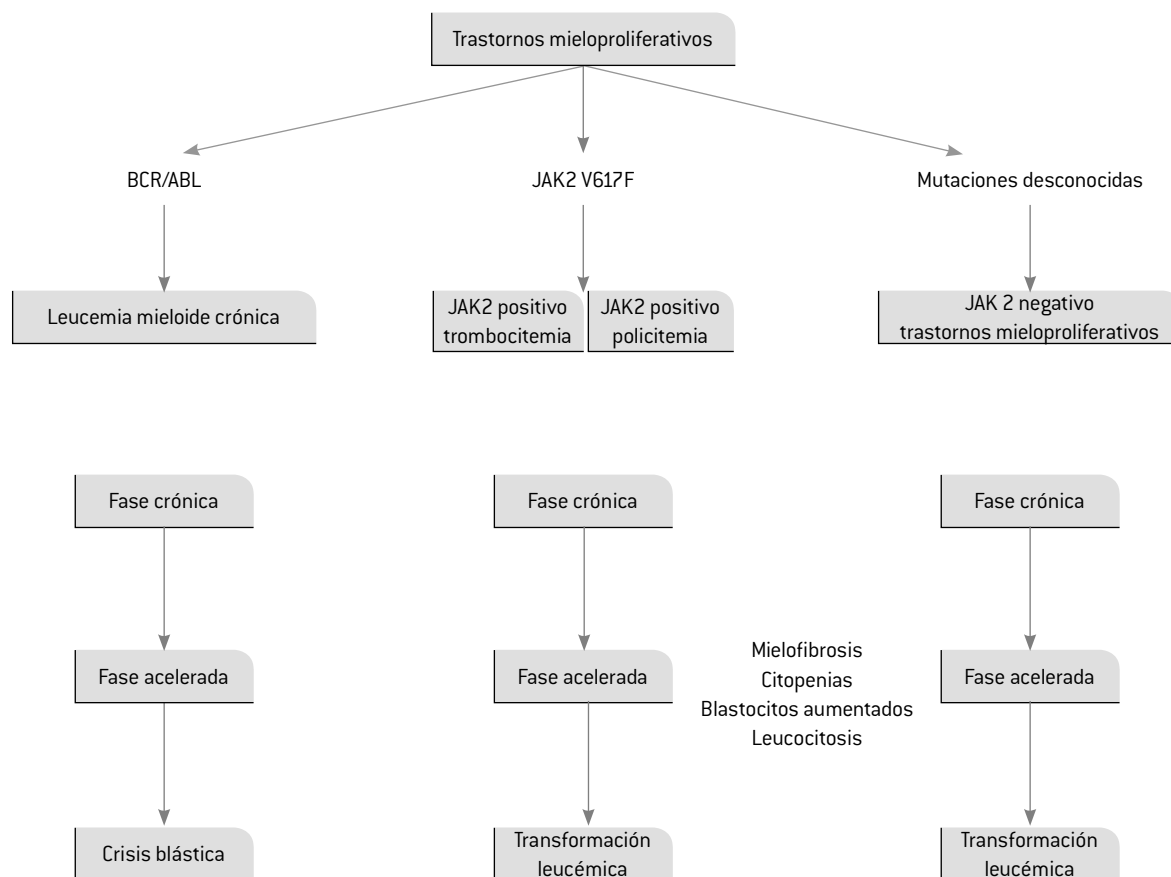 Trastornos mieloproliferativos
BCR/ABL
JAK2 V617F
Mutaciones desconocidas
Leucemia mieloide crónica
JAK2 positivo
trombocitemia
JAK2 positivo
policitemia
JAK 2 negativo
trastornos mieloproliferativos
Fase crónica
Fase crónica
Fase crónica
Fase acelerada
Fase acelerada
Mielofibrosis
Citopenias
Blastocitos aumentados
Leucocitosis
Fase acelerada
Crisis blástica
Transformación
leucémica
Transformación
leucémica